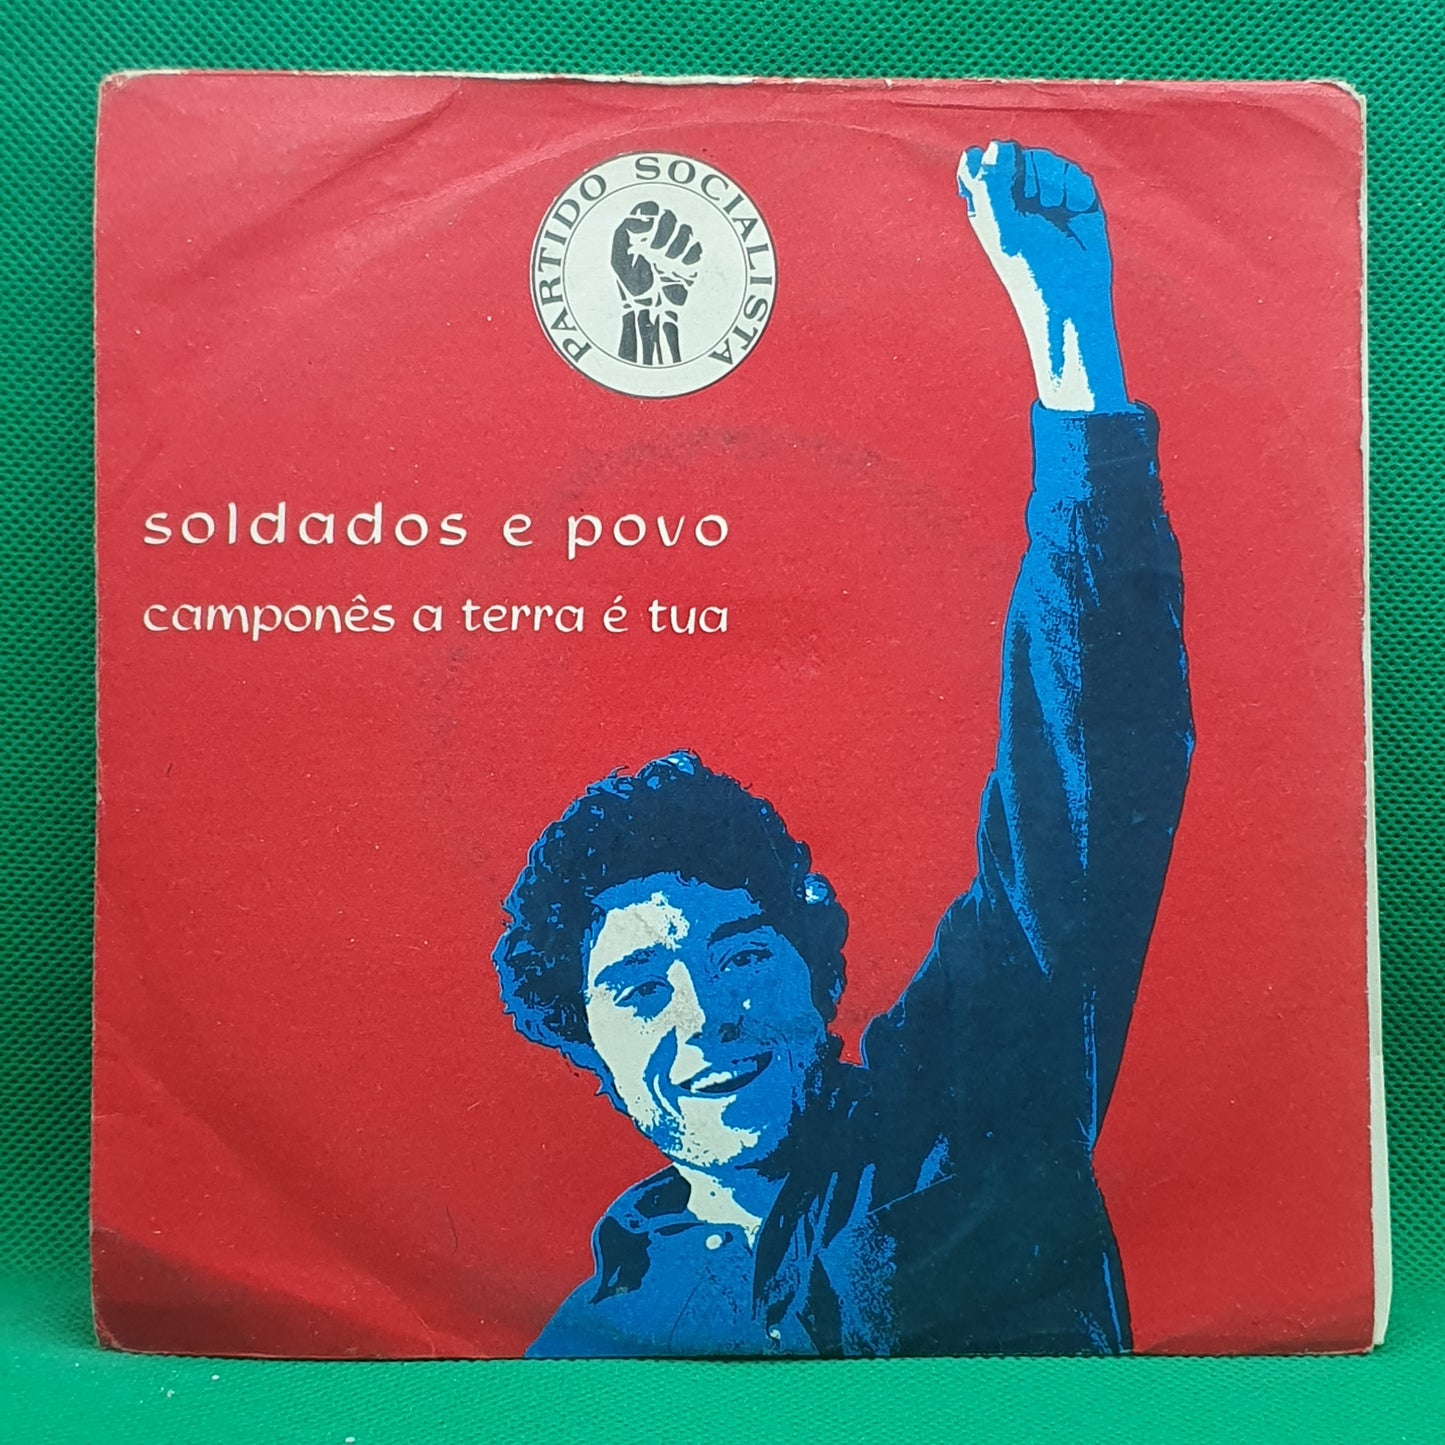 PARTIDO SOCIALISTA
soldados e povo
camponês a terra é tua